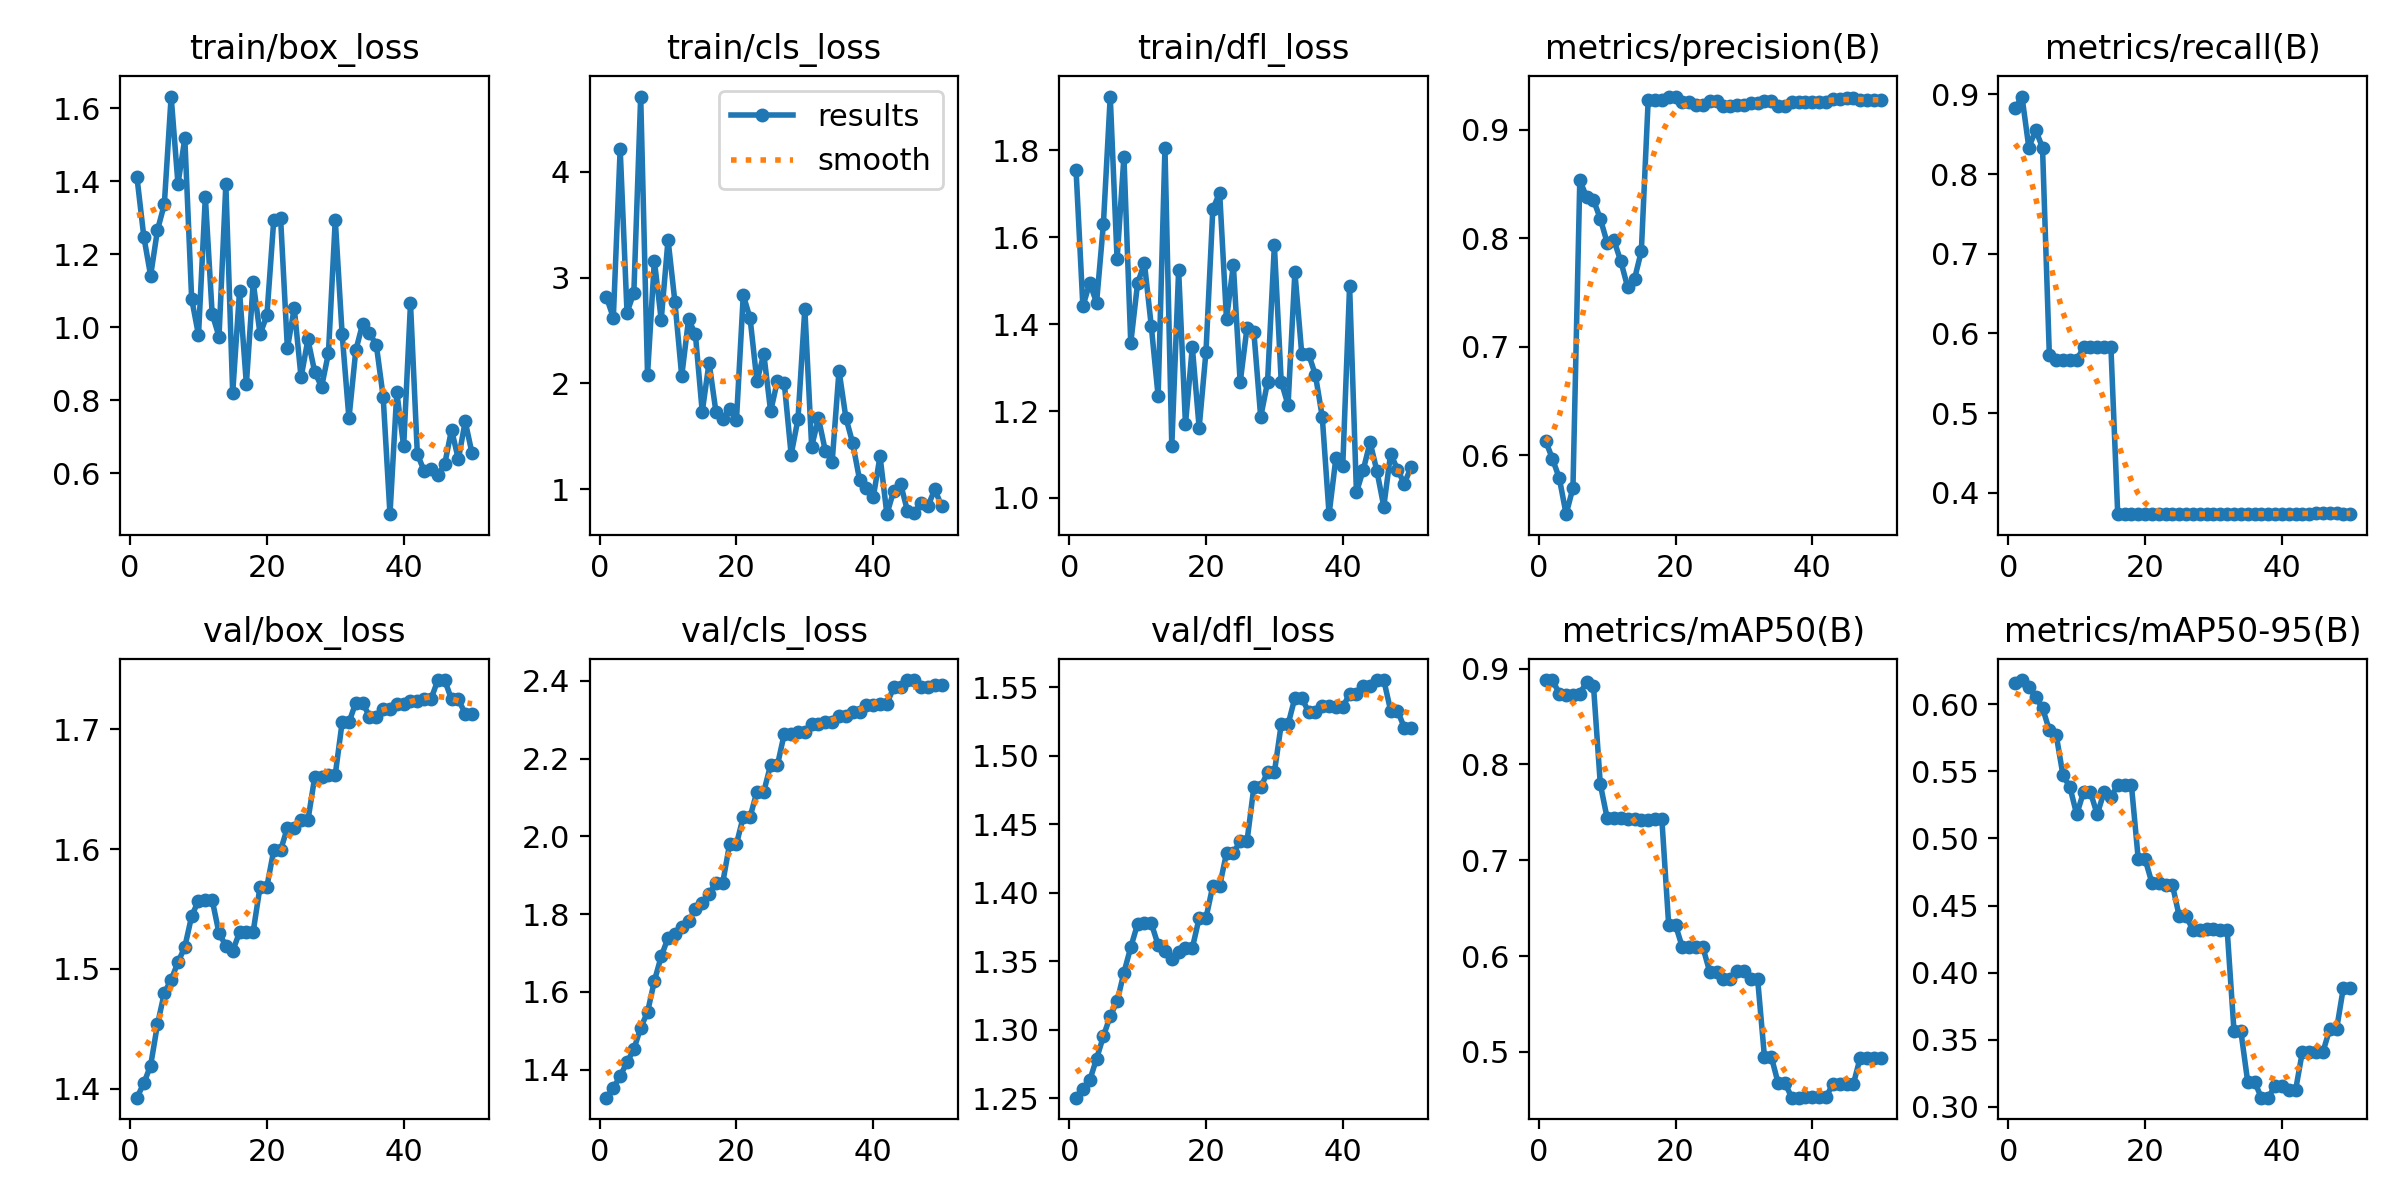 train/box_loss
1.6
1.4
1.2
1.0
0.8
0.6
0 20 40
train/cls_loss
results
smooth
4
3
2
1
0 20 40
train/dfl_loss
1.8
1.6
1.4
1.2
1.0
0 20 40
metrics/precision(B)
0.9
0.8
0.7
0.6
0 20 40
metrics/recall(B)
0.9
0.8
0.7
0.6
0.5
0.4
0 20 40
val/box_loss
1.7
1.6
1.5
1.4
0 20 40
val/cls_loss
2.4
2.2
2.0
1.8
1.6
1.4
0 20 40
val/dfl_loss
1.55
1.50
1.45
1.40
1.35
1.30
1.25
0 20 40
metrics/mAP50(B)
0.9
0.8
0.7
0.6
0.5
0 20 40
metrics/mAP50-95(B)
0.60
0.55
0.50
0.45
0.40
0.35
0.30
0 20 40